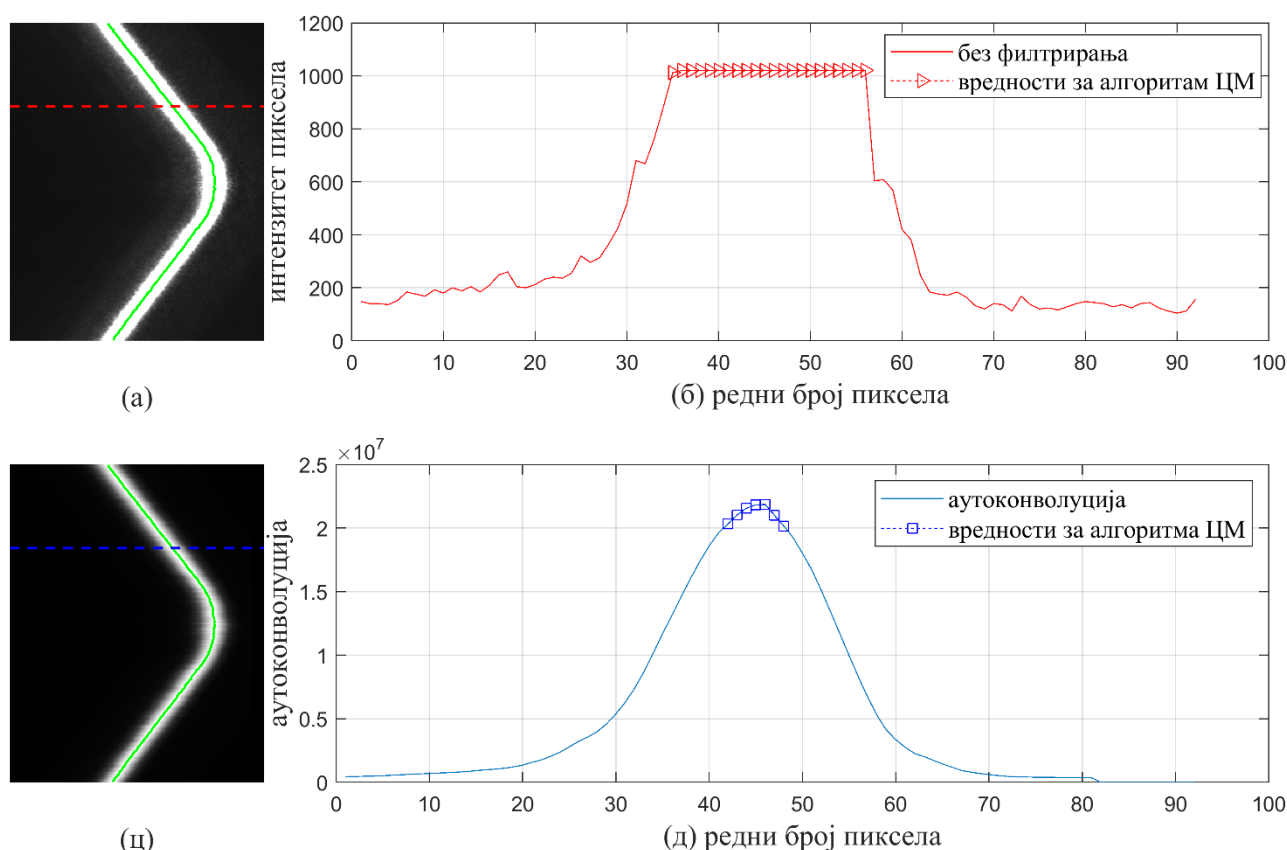 1200
1000
800
600
400
200
0
интензитет пиксела
без филтрирања
вредности за алгоритам ЦМ
0 10 20 30 40 50 60 70 80 90 100
(а)
(б) редни број пиксела
×10⁷
2.5
2
1.5
1
0.5
0
аутоконволуција
аутоконволуција
вредности за алгоритма ЦМ
0 10 20 30 40 50 60 70 80 90 100
(ц)
(д) редни број пиксела